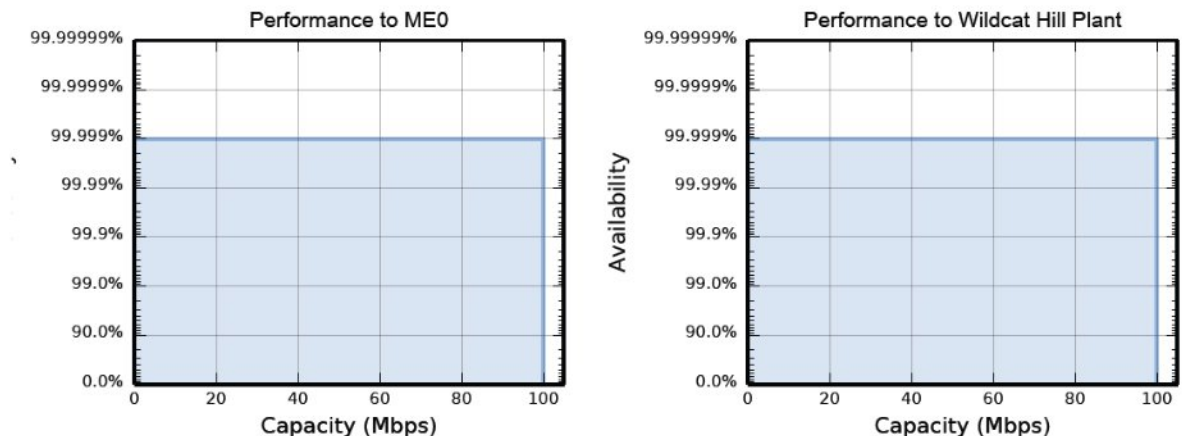 Performance to ME0
99.99999%
99.9999%
99.999%
99.99%
99.9%
99.0%
90.0%
0.0%
0 20 40 60 80 100
Capacity (Mbps)
Performance to Wildcat Hill Plant
Availability
99.99999%
99.9999%
99.999%
99.99%
99.9%
99.0%
90.0%
0.0%
0 20 40 60 80 100
Capacity (Mbps)